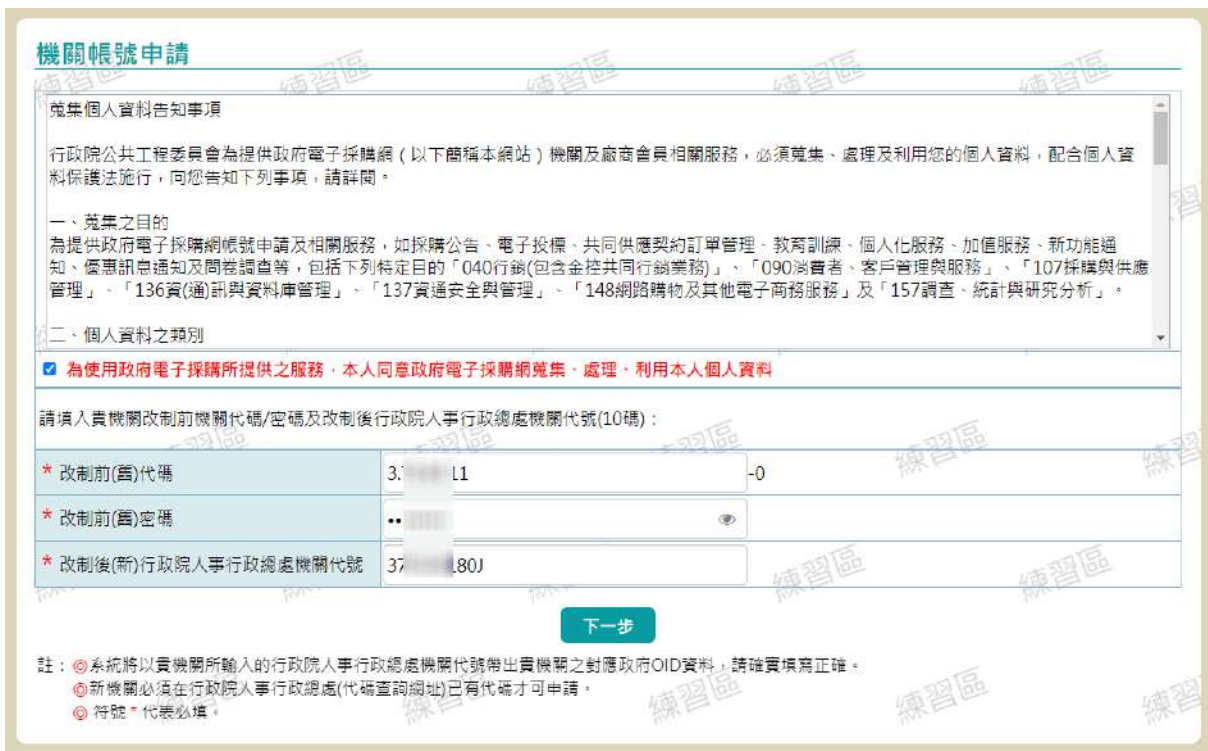 機關帳號申請
蒐集個人資料告知事項
行政院公共工程委員會為提供政府電子採購網(以下簡稱本網站)機關及廠商會員相關服務,必須蒐集、處理及利用您的個人資料,配合個人資
料保護法施行,向您告知下列事項,請詳閱。
一、蒐集之目的
為提供政府電子採購網帳號申請及相關服務,如採購公告、電子投標、共同供應契約訂單管理、教育訓練、個人化服務、加值服務、新功能通
知、優惠訊息通知及問卷調查等,包括下列特定目的「040行銷(包含金控共同行銷業務)」、「090消費者、客戶管理與服務」、「107採購與供應
管理」、「136資(通)訊與資料庫管理」、「137資通安全與管理」、「148網路購物及其他電子商務服務」及「157調查、統計與研究分析」。
二、個人資料之類別
為使用政府電子採購所提供之服務,本人同意政府電子採購網蒐集、處理、利用本人個人資料
請填入貴機關改制前機關代碼/密碼及改制後行政院人事行政總處機關代號(10碼):
* 改制前(舊)代碼 3. 11 -0
* 改制前(舊)密碼
* 改制後(新)行政院人事行政總處機關代號 37 180J
下一步
註:◎系統將以貴機關所輸入的行政院人事行政總處機關代號帶出貴機關之對應政府OID資料,請確實填寫正確。
◎新機關必須在行政院人事行政總處(代碼查詢網址)已有代碼才可申請。
◎ 符號 * 代表必填。
練習區